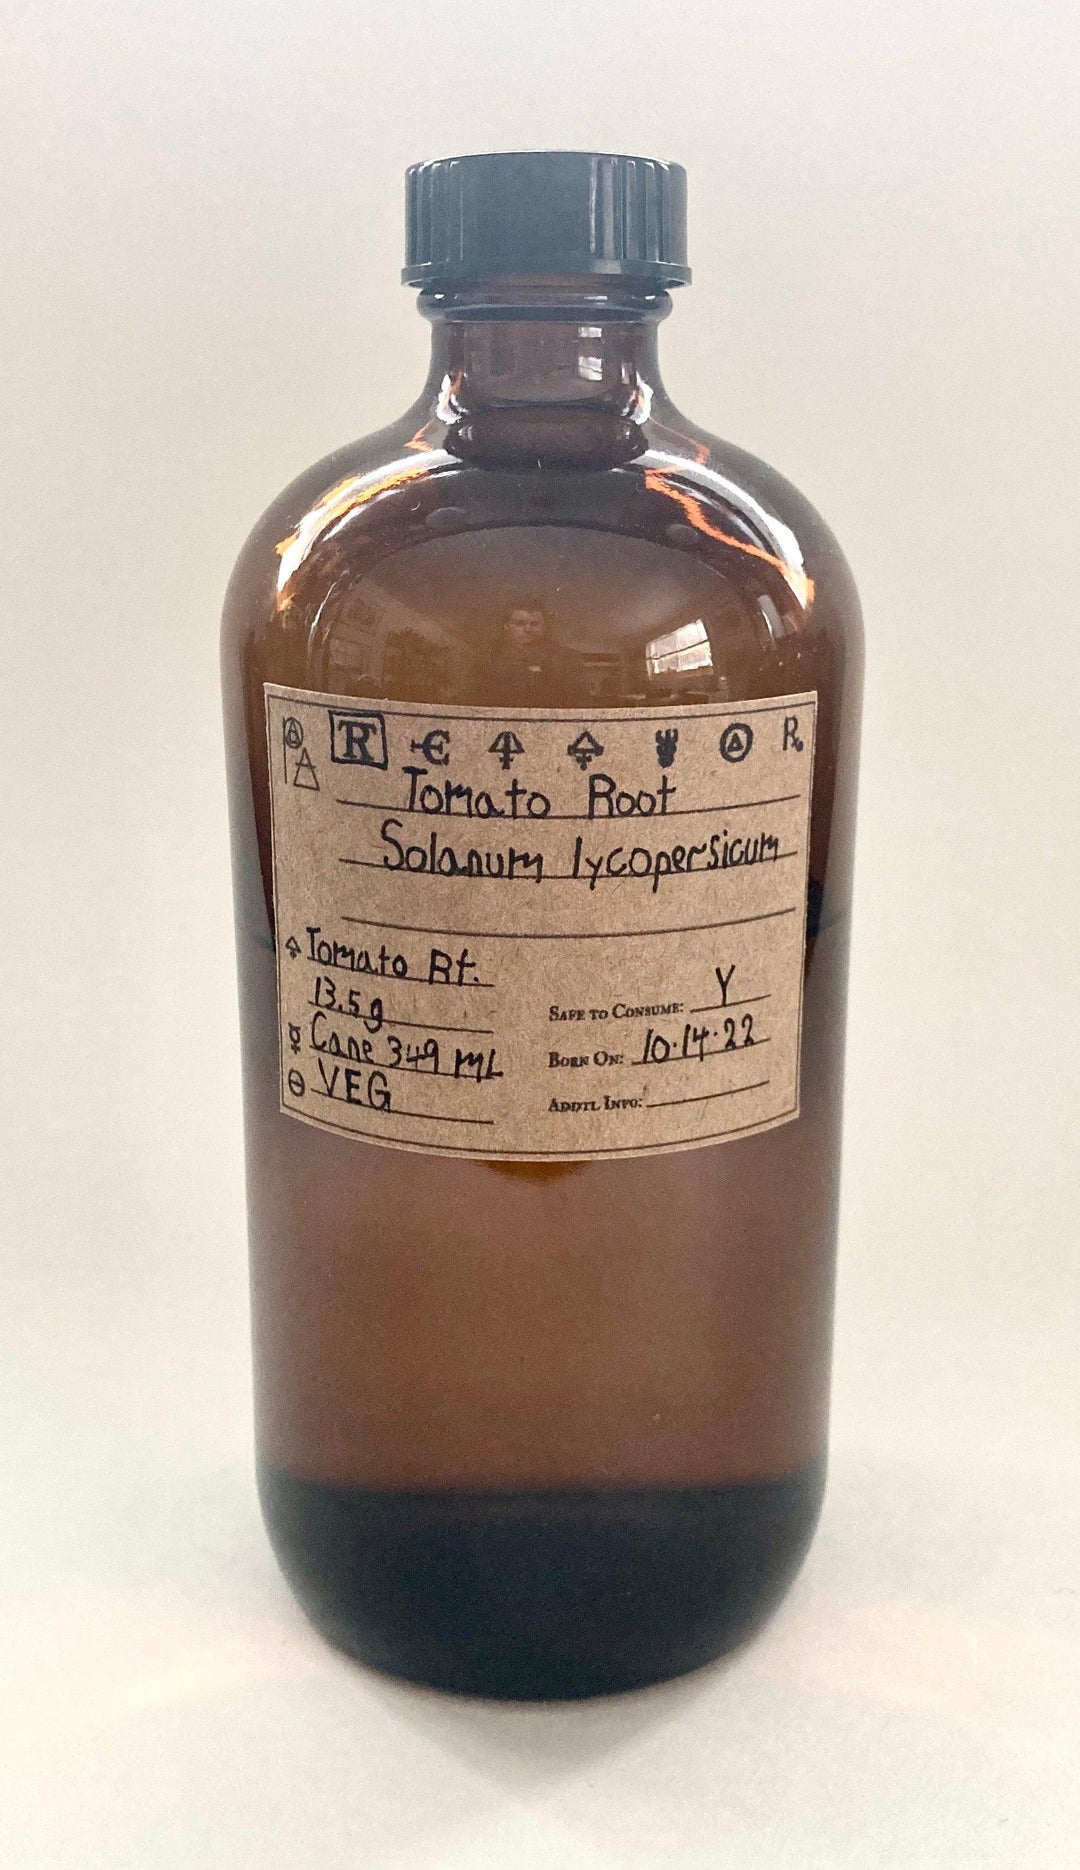 R Є ℞
Tomato Root
Solanum lycopersicum
Tomato Rt.
13.5g
Cane 349 mL
VEG
Safe to Consume: Y
Born On: 10·14·22
Addtl Info: